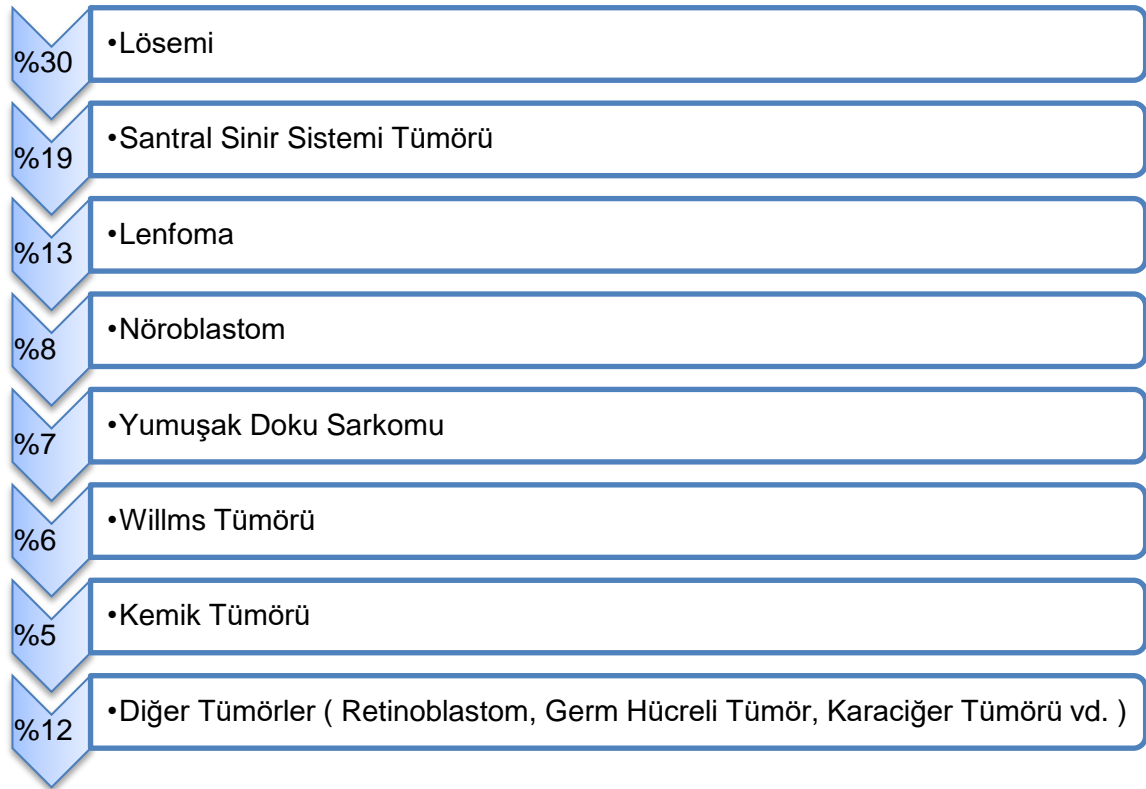 %30 •Lösemi
%19 •Santral Sinir Sistemi Tümörü
%13 •Lenfoma
%8 •Nöroblastom
%7 •Yumuşak Doku Sarkomu
%6 •Willms Tümörü
%5 •Kemik Tümörü
%12 •Diğer Tümörler ( Retinoblastom, Germ Hücreli Tümör, Karaciğer Tümörü vd. )